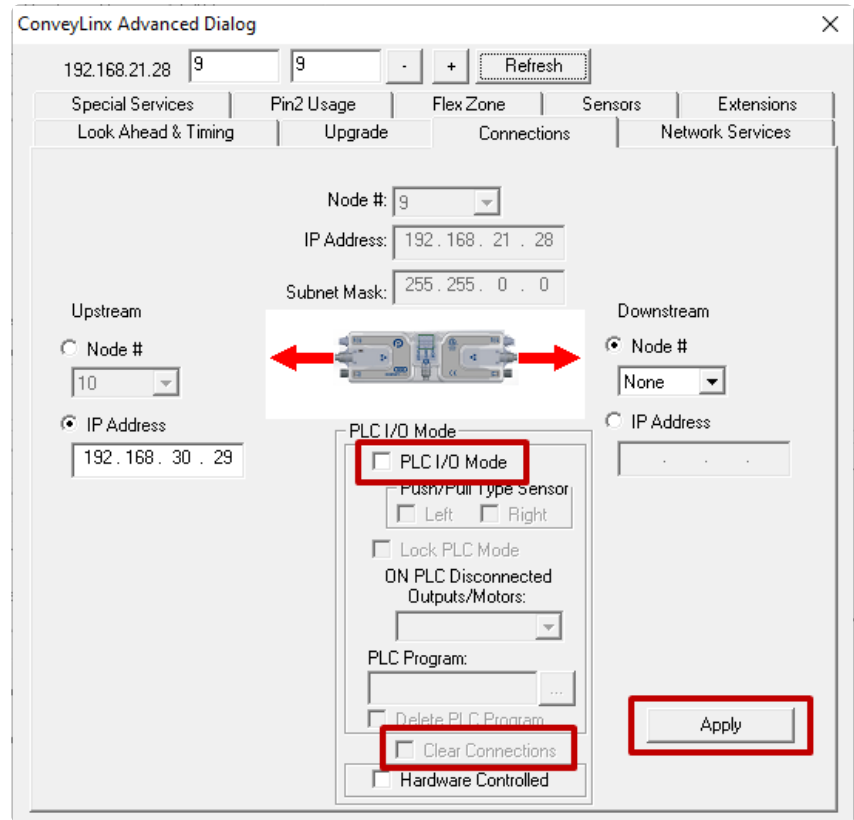 ConveyLinx Advanced Dialog
192.168.21.28 9 9 - + Refresh
Special Services Pin2 Usage Flex Zone Sensors Extensions
Look Ahead & Timing Upgrade Connections Network Services
Node #: 9
IP Address: 192 . 168 . 21 . 28
Subnet Mask: 255 . 255 . 0 . 0
Upstream
Node #
10
IP Address
192 . 168 . 30 . 29
Downstream
Node #
None
IP Address
. . .
PLC I/O Mode
PLC I/O Mode
Push/Pull Type Sensor
Left Right
Lock PLC Mode
ON PLC Disconnected
Outputs/Motors:
PLC Program:
...
Delete PLC Program
Clear Connections
Hardware Controlled
Apply